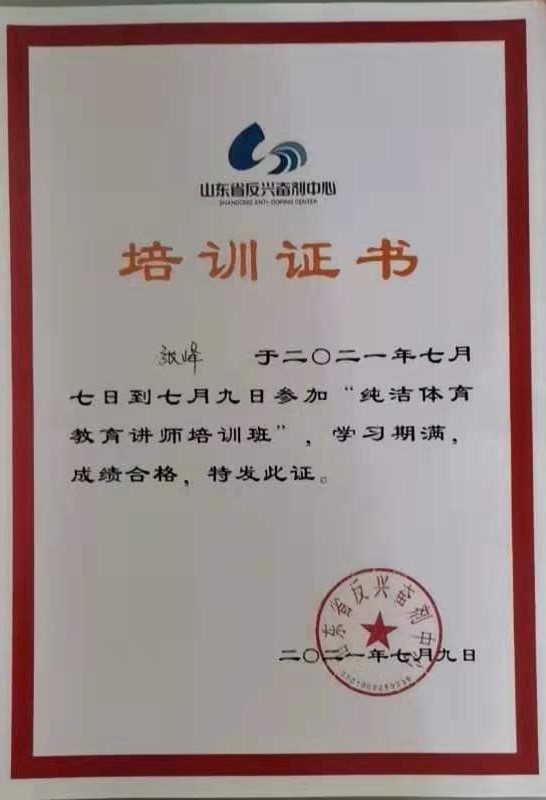 山东省反兴奋剂中心
SHANDONG ANTI-DOPING CENTER
培训证书
张峰 于二〇二一年七月
七日到七月九日参加“纯洁体育
教育讲师培训班”，学习期满，
成绩合格，特发此证。
山东省反兴奋剂中心
二〇二一年七月九日